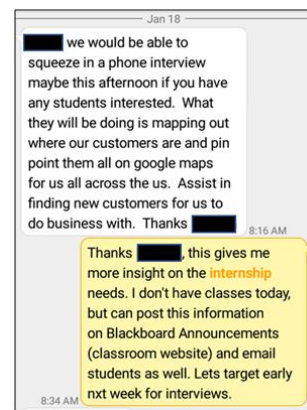 Jan 18
we would be able to
squeeze in a phone interview
maybe this afternoon if you have
any students interested. What
they will be doing is mapping out
where our customers are and pin
point them all on google maps
for us all across the us. Assist in
finding new customers for us to
do business with. Thanks
8:16 AM
Thanks , this gives me
more insight on the internship
needs. I don't have classes today,
but can post this information
on Blackboard Announcements
(classroom website) and email
students as well. Lets target early
nxt week for interviews.
8:34 AM